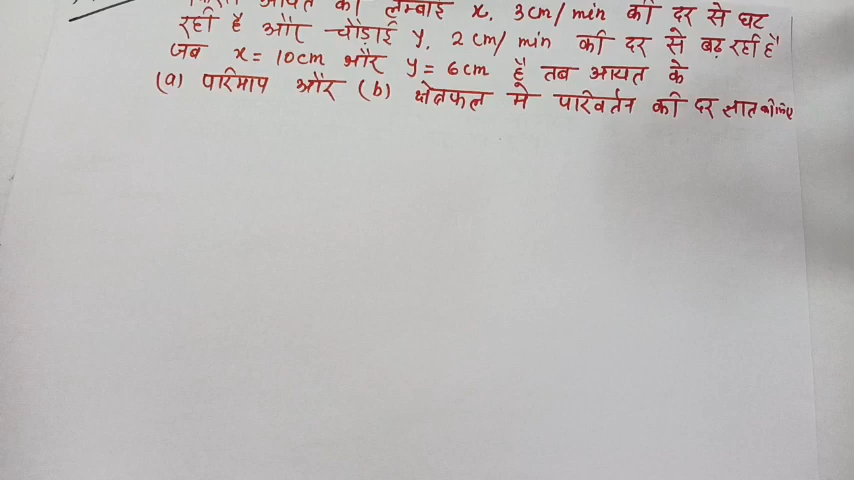 आयत की लम्बाई x, 3cm/min की दर से घट
रही है और चौड़ाई y, 2cm/min की दर से बढ़ रही है
जब x = 10cm और y = 6cm है तब आयत के
(a) परिमाप और (b) क्षेत्रफल मे परिवर्तन की दर ज्ञात कीजिए